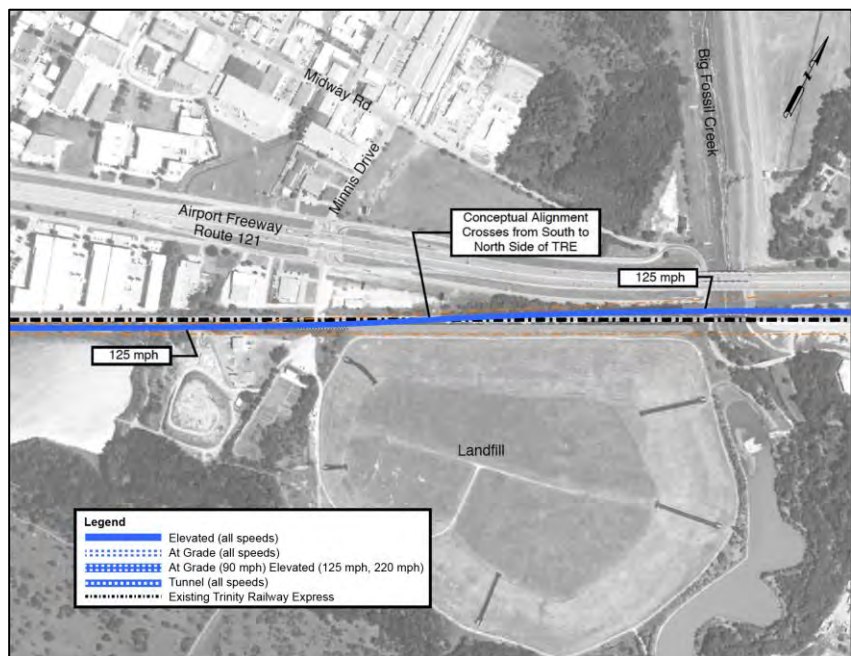 Midway Rd.
Big Fossil Creek
Minnis Drive
Airport Freeway
Route 121
Conceptual Alignment
Crosses from South to
North Side of TRE
125 mph
125 mph
Landfill
Legend
Elevated (all speeds)
At Grade (all speeds)
At Grade (90 mph) Elevated (125 mph, 220 mph)
Tunnel (all speeds)
Existing Trinity Railway Express